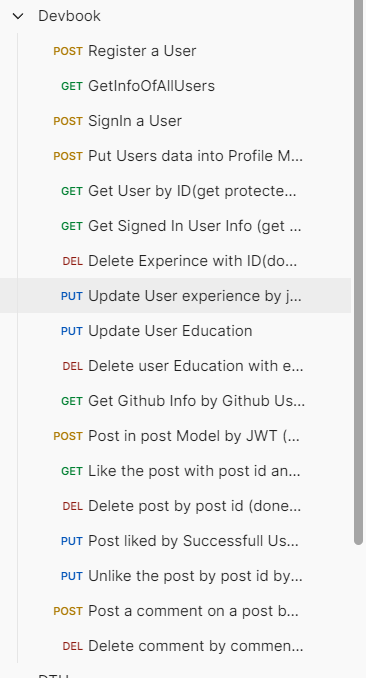 Devbook
POST Register a User
GET GetInfoOfAllUsers
POST SignIn a User
POST Put Users data into Profile M...
GET Get User by ID(get protecte...
GET Get Signed In User Info (get ...
DEL Delete Experince with ID(do...
PUT Update User experience by j...
PUT Update User Education
DEL Delete user Education with e...
GET Get Github Info by Github Us...
POST Post in post Model by JWT (...
GET Like the post with post id an...
DEL Delete post by post id (done...
PUT Post liked by Successfull Us...
PUT Unlike the post by post id by...
POST Post a comment on a post b...
DEL Delete comment by commen...